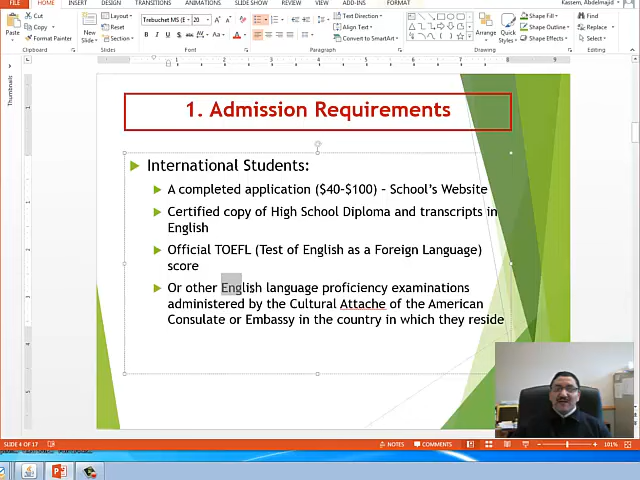 FILE HOME INSERT DESIGN TRANSITIONS ANIMATIONS SLIDE SHOW REVIEW VIEW ADD-INS FORMAT Kassem, Abdelmajid
Paste Cut Copy Format Painter
New Slide Layout Reset Section
Trebuchet MS (E 20
Text Direction Align Text Convert to SmartArt
Arrange Quick Styles Shape Fill Shape Outline Shape Effects
Find Replace Select
Clipboard Slides Font Paragraph Drawing Editing
Thumbnails
1. Admission Requirements
International Students:
A completed application ($40-$100) – School's Website
Certified copy of High School Diploma and transcripts in
English
Official TOEFL (Test of English as a Foreign Language)
score
Or other English language proficiency examinations
administered by the Cultural Attache of the American
Consulate or Embassy in the country in which they reside
SLIDE 4 OF 17 NOTES COMMENTS 101%